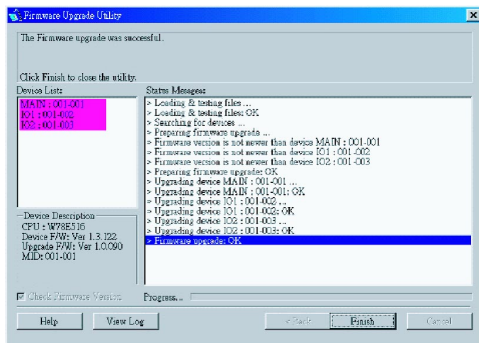 Firmware Upgrade Utility
The Firmware upgrade was successful.
Click Finish to close the utility.
Device List:
MAIN : 001-001
IO1 : 001-002
IO2 : 001-003
Status Messages:
> Loading & testing files ...
> Loading & testing files: OK
> Searching for devices ...
> Preparing firmware upgrade ...
> Firmware version is not newer than device MAIN : 001-001
> Firmware version is not newer than device IO1 : 001-002
> Firmware version is not newer than device IO2 : 001-003
> Preparing firmware upgrade: OK
> Upgrading device MAIN : 001-001 ...
> Upgrading device MAIN : 001-001: OK
> Upgrading device IO1 : 001-002 ...
> Upgrading device IO1 : 001-002: OK
> Upgrading device IO2 : 001-003 ...
> Upgrading device IO2 : 001-003: OK
> Firmware upgrade: OK
Device Description
CPU : W78E516
Device F/W: Ver 1.3.122
Upgrade F/W: Ver 1.0.090
MID: 001-001
Check Firmware Version
Progress...
Help
View Log
< Back
Finish
Cancel